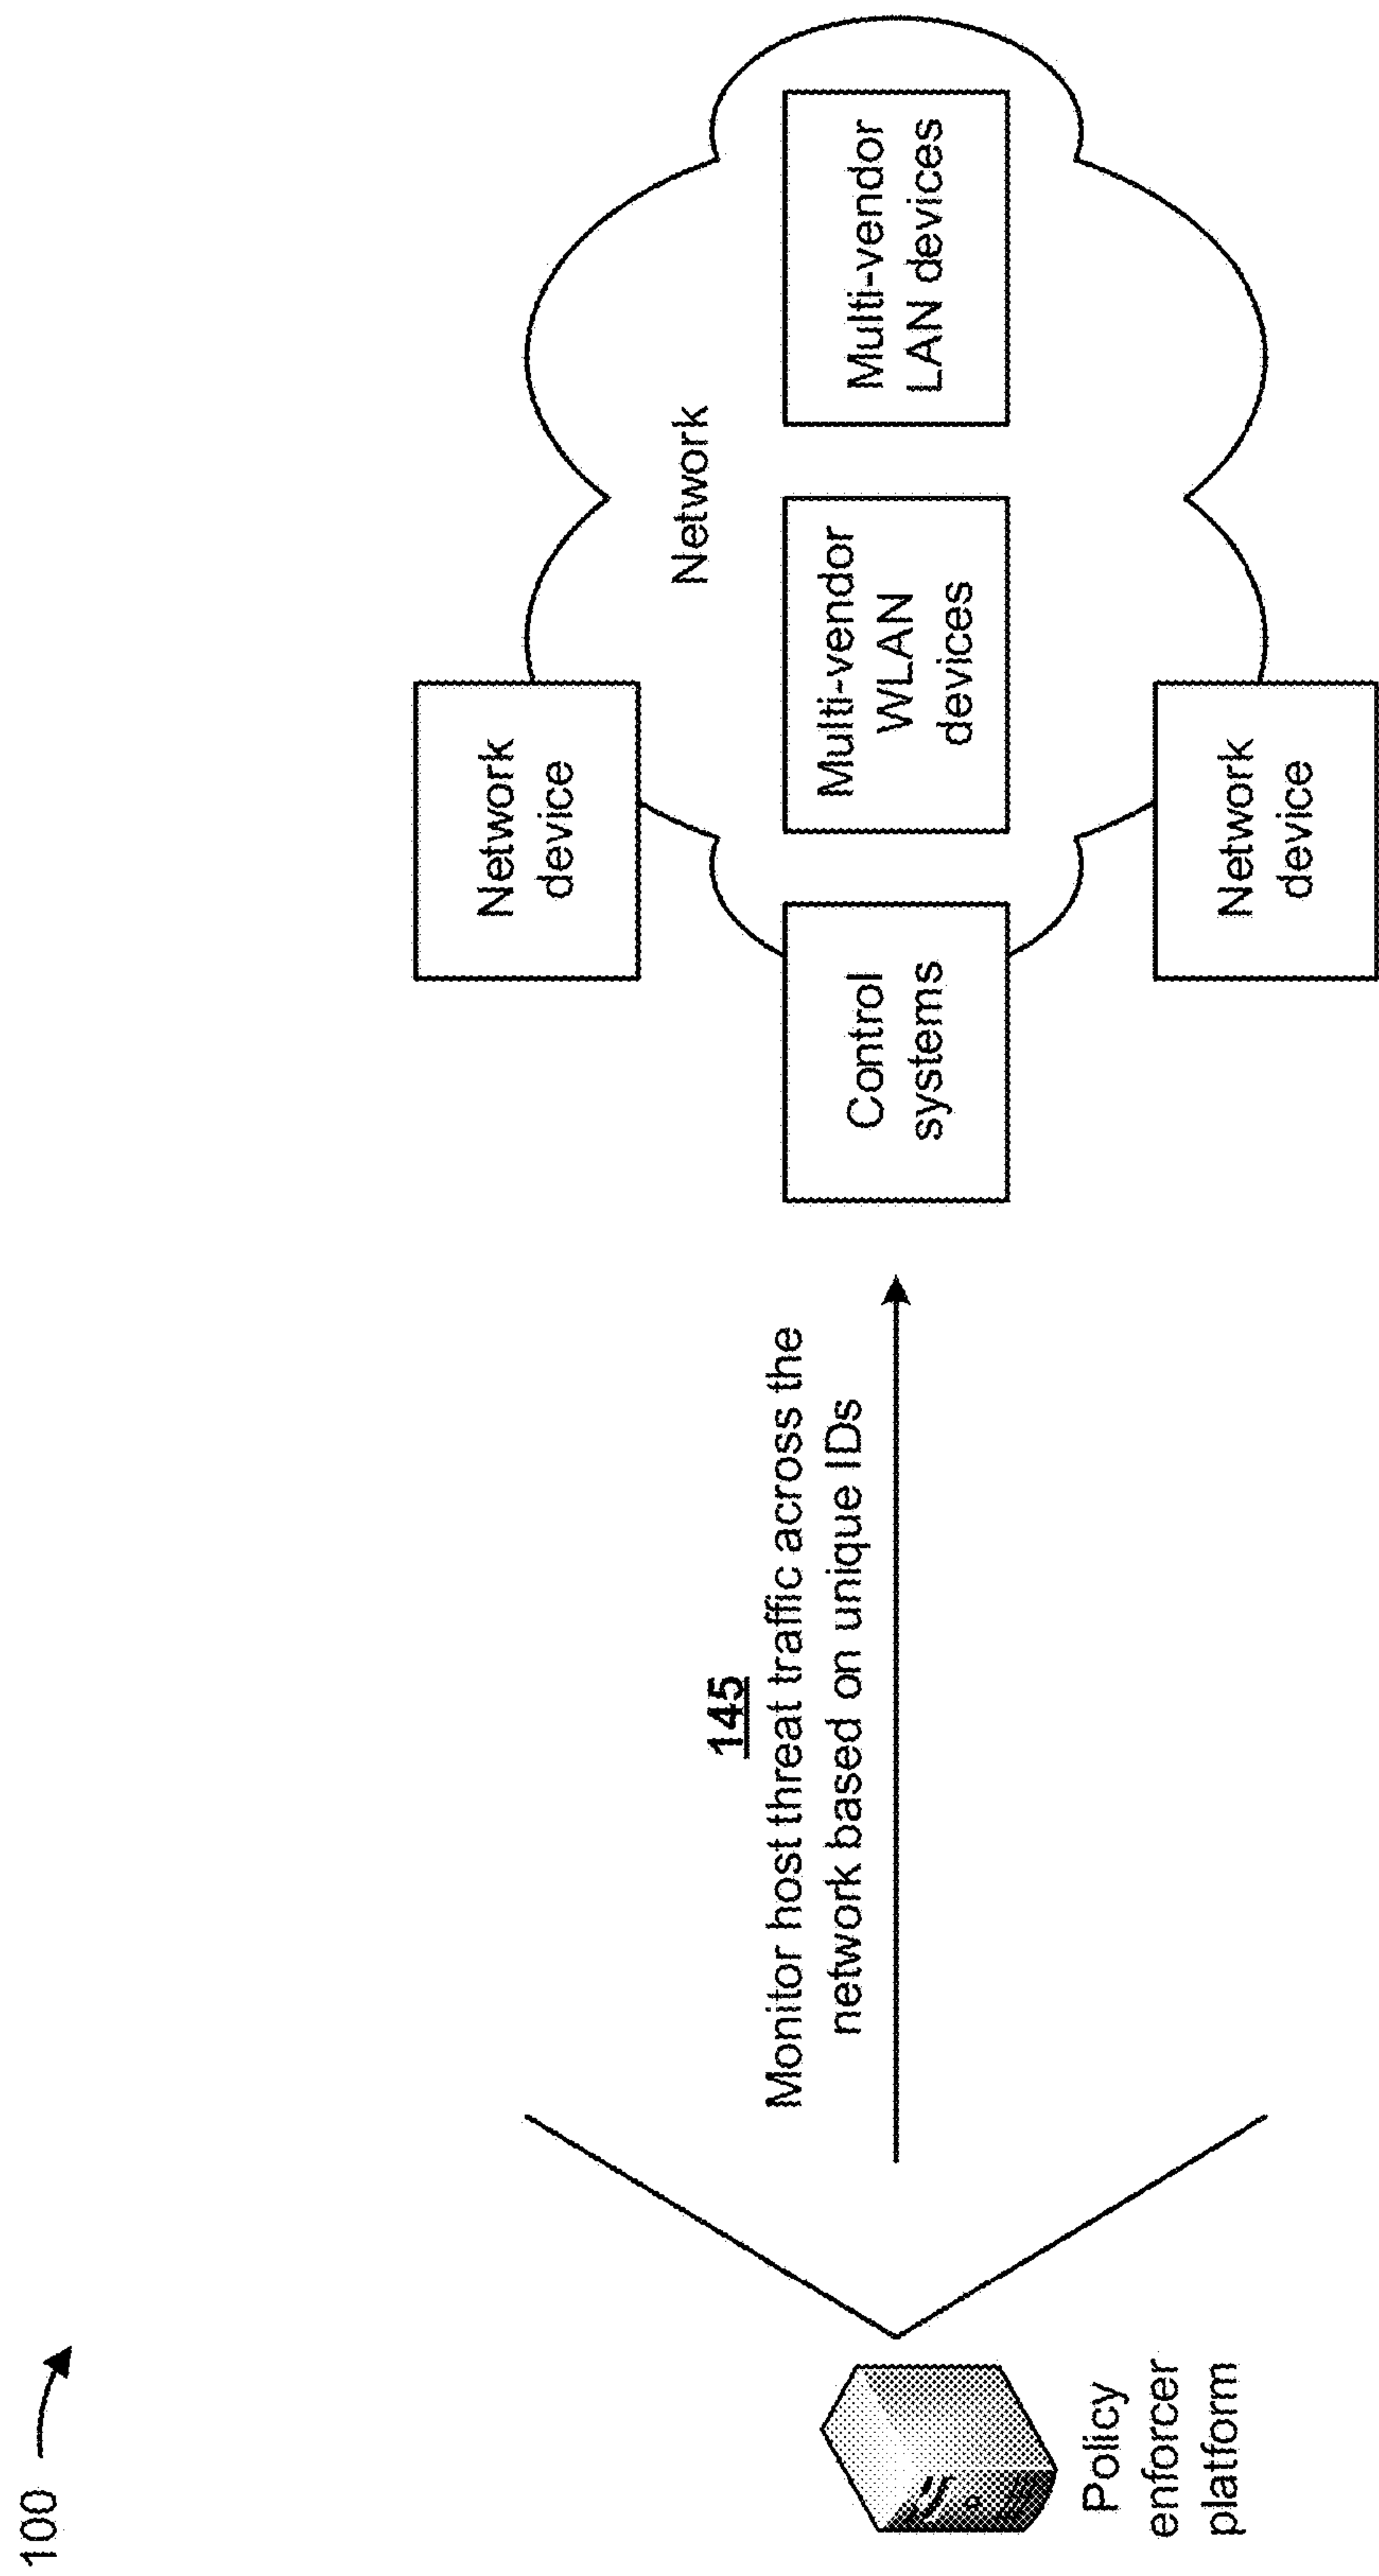 100
145
Monitor host threat traffic across the
network based on unique IDs
Policy
enforcer
platform
Network
device
Network
Control
systems
Multi-vendor
WLAN
devices
Multi-vendor
LAN devices
Network
device